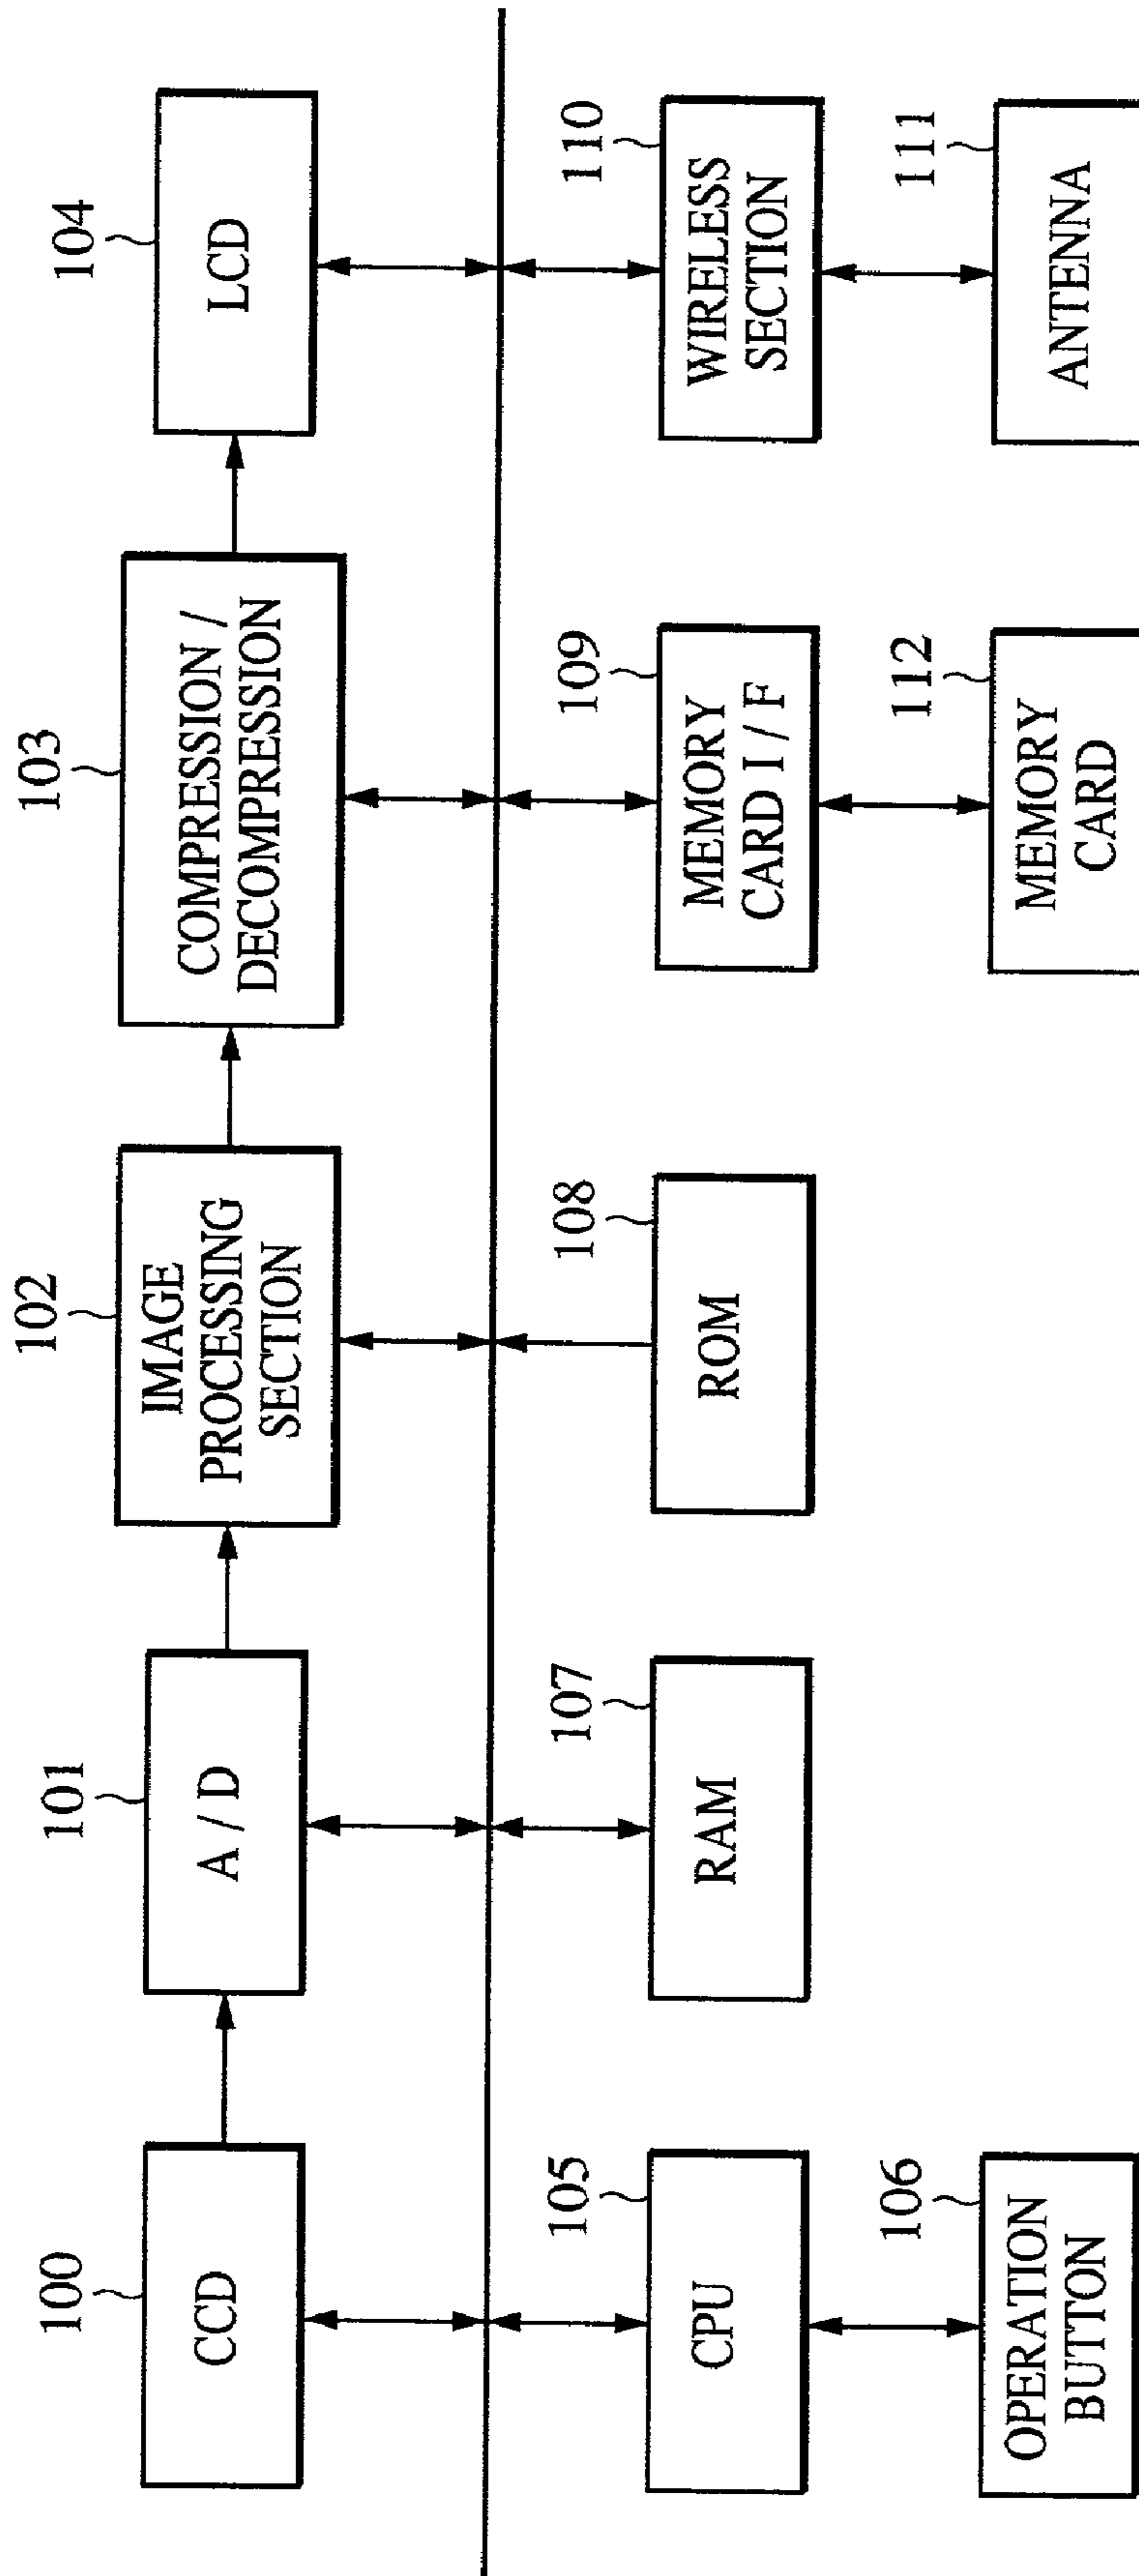 100
CCD
101
A / D
102
IMAGE
PROCESSING
SECTION
103
COMPRESSION /
DECOMPRESSION
104
LCD
105
CPU
107
RAM
108
ROM
109
MEMORY
CARD I / F
110
WIRELESS
SECTION
106
OPERATION
BUTTON
112
MEMORY
CARD
111
ANTENNA